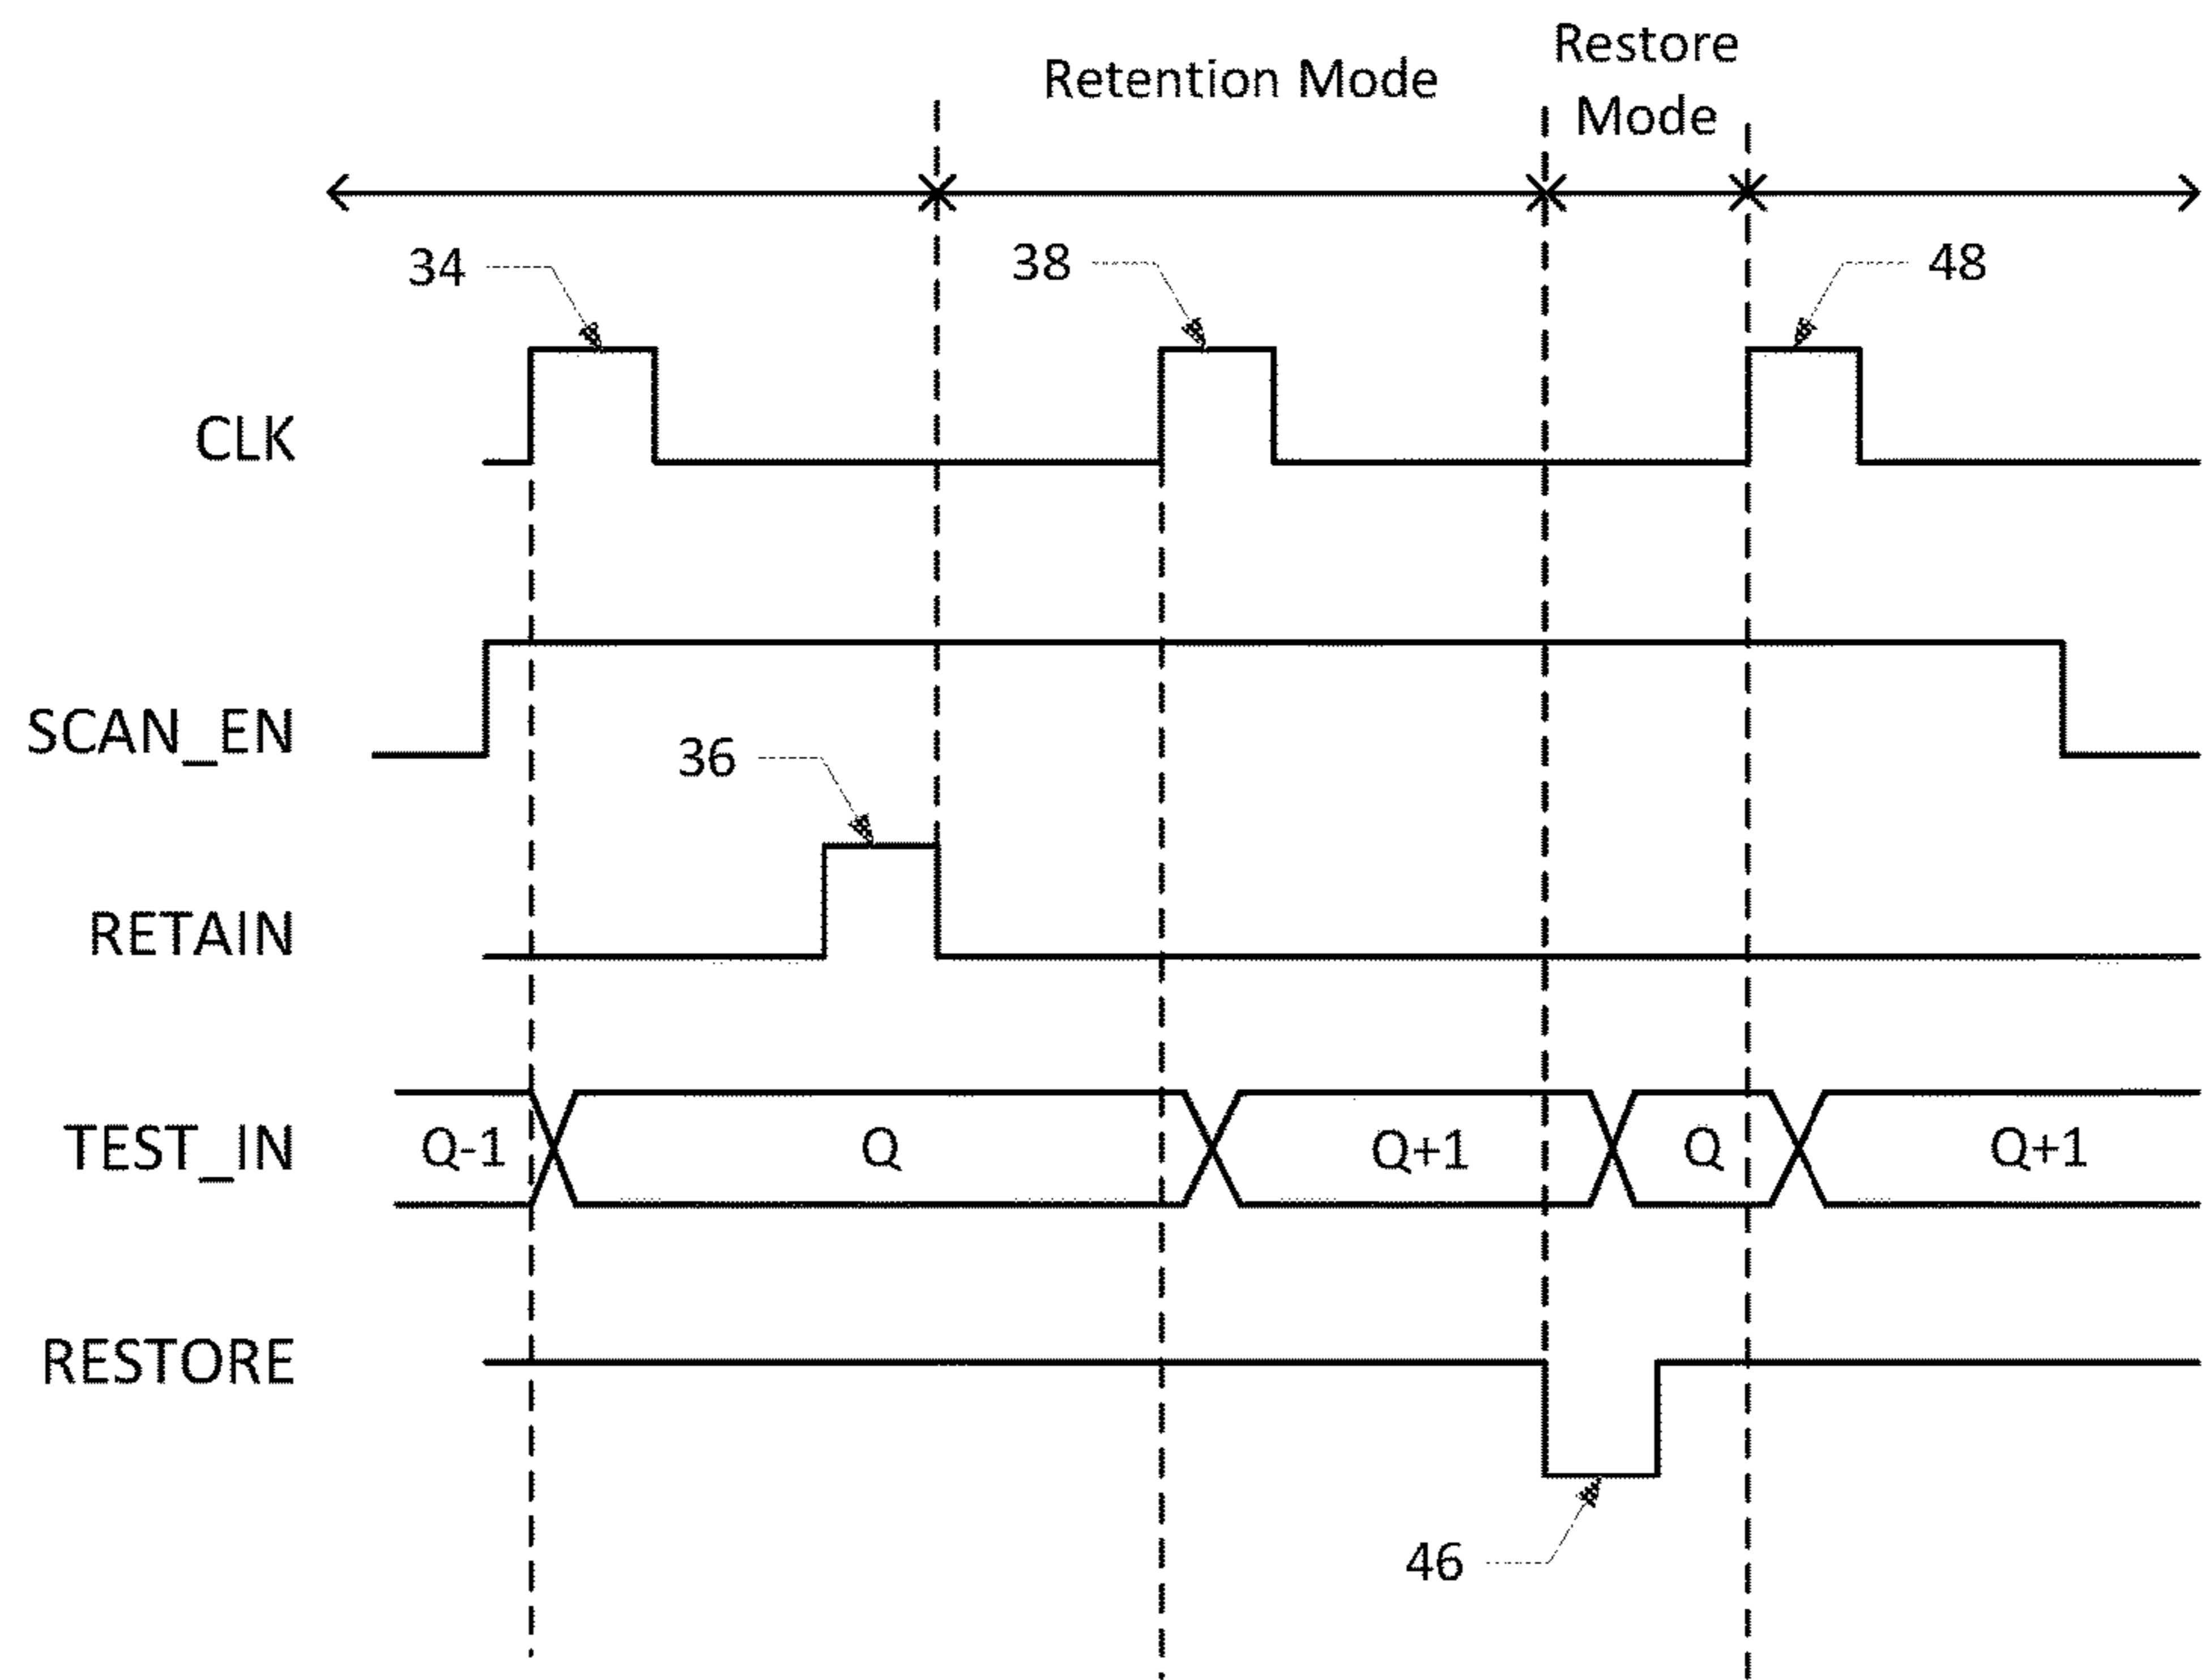 Restore
Retention Mode
Mode
34
38
48
CLK
SCAN_EN
36
RETAIN
TEST_IN
Q-1
Q
Q+1
Q
Q+1
RESTORE
46